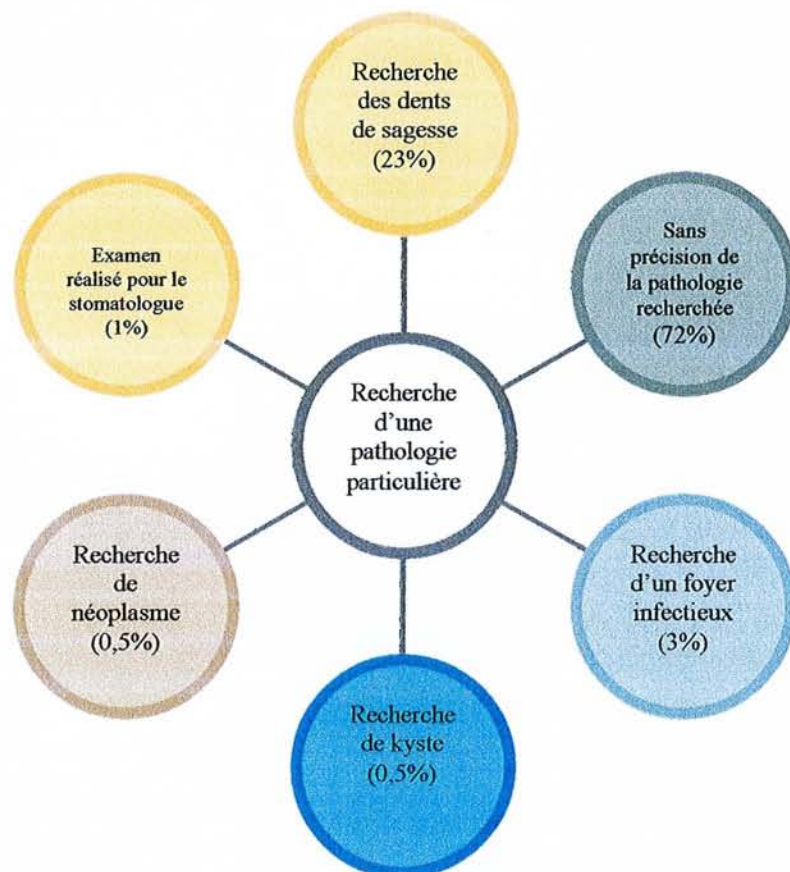 Recherche
des dents
de sagesse
(23%)
Examen
réalisé pour le
stomatologue
(1%)
Sans
précision de
la pathologie
recherchée
(72%)
Recherche
d'une
pathologie
particulière
Recherche
de
néoplasme
(0,5%)
Recherche
d'un foyer
infectieux
(3%)
Recherche
de kyste
(0,5%)